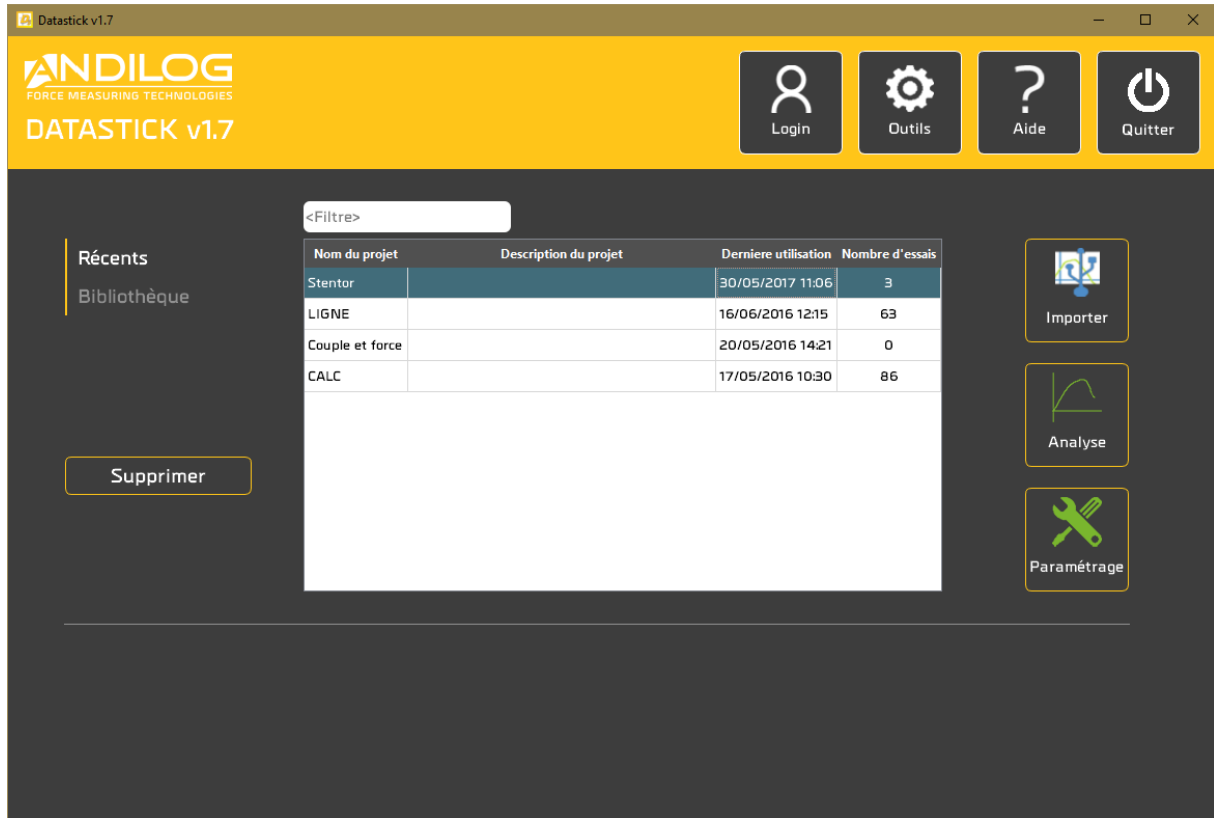 Datastick v1.7
ANDILOG
FORCE MEASURING TECHNOLOGIES
DATASTICK v1.7
Login
Outils
Aide
Quitter
<Filtre>
Récents
Bibliothèque
Supprimer
Nom du projet Description du projet Derniere utilisation Nombre d'essais
Stentor 30/05/2017 11:06 3
LIGNE 16/06/2016 12:15 63
Couple et force 20/05/2016 14:21 0
CALC 17/05/2016 10:30 86
Importer
Analyse
Paramétrage